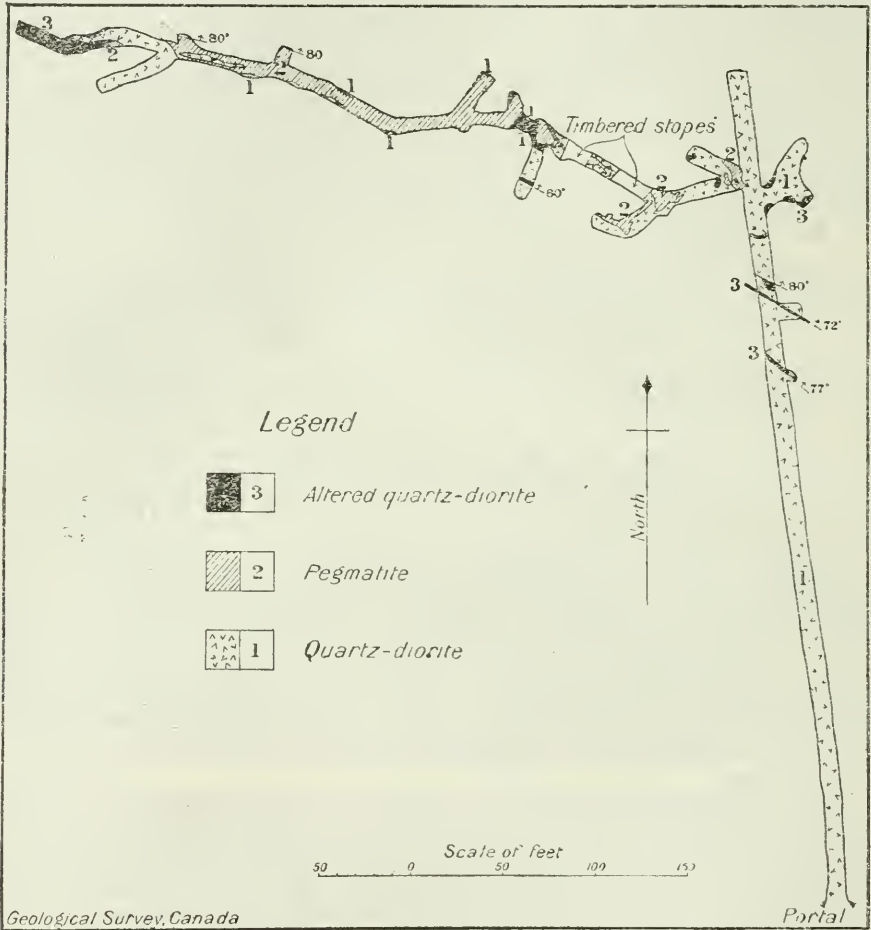 3
80°
2
2
80
1
1
1
1
1
1
Timbered stopes
80°
2
2
2
1
3
3
80°
72°
3
77°
Legend
3 Altered quartz-diorite
2 Pegmatite
1 Quartz-diorite
North
1
Scale of feet
50 0 50 100 150
Geological Survey, Canada
Portal